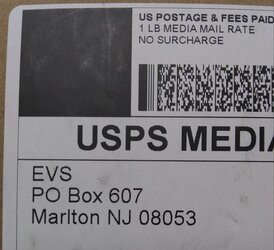 US POSTAGE & FEES PAID
1 LB MEDIA MAIL RATE
NO SURCHARGE
USPS MEDIA
EVS
PO Box 607
Marlton NJ 08053